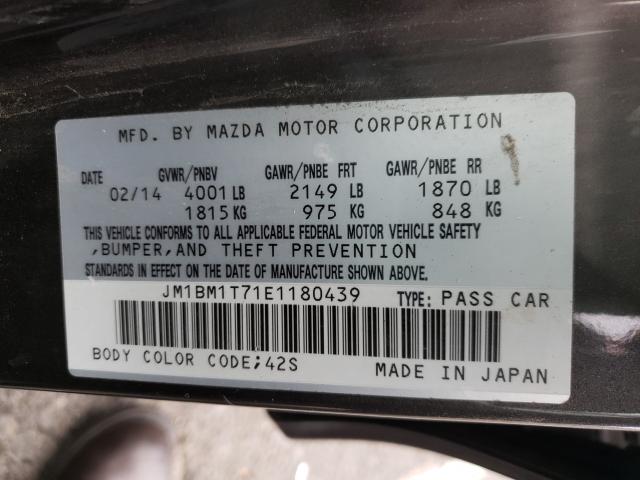 MFD. BY MAZDA MOTOR CORPORATION
DATE GVWR/PNBV GAWR/PNBE FRT GAWR/PNBE RR
02/14 4001 LB 2149 LB 1870 LB
1815 KG 975 KG 848 KG
THIS VEHICLE CONFORMS TO ALL APPLICABLE FEDERAL MOTOR VEHICLE SAFETY
,BUMPER,AND THEFT PREVENTION
STANDARDS IN EFFECT ON THE DATE OF MANUFACTURE SHOWN ABOVE.
JM1BM1T71E1180439 TYPE: PASS CAR
BODY COLOR CODE;42S MADE IN JAPAN